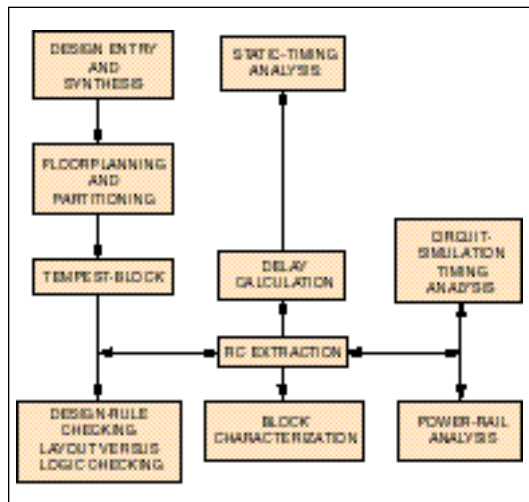 DESIGN ENTRY
AND
SYNTHESIS
STATIC-TIMING
ANALYSIS
FLOORPLANNING
AND
PARTITIONING
TEMPEST-BLOCK
DELAY
CALCULATION
CIRCUIT-
SIMULATION
TIMING
ANALYSIS
RC EXTRACTION
DESIGN-RULE
CHECKING
LAYOUT VERSUS
LOGIC CHECKING
BLOCK
CHARACTERIZATION
POWER-RAIL
ANALYSIS